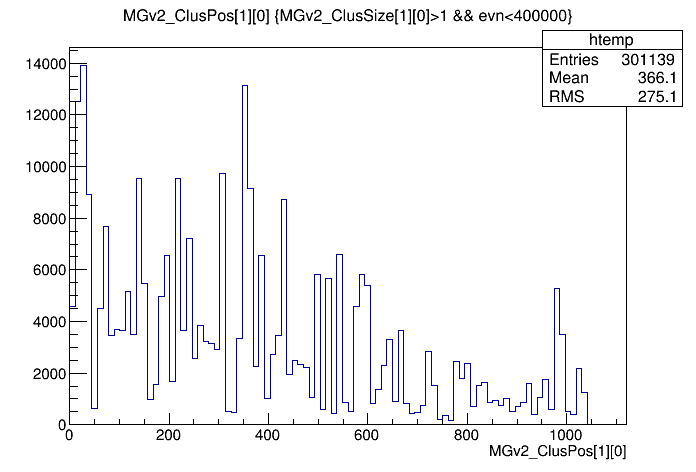 MGv2_ClusPos[1][0] {MGv2_ClusSize[1][0]>1 && evn<400000}
htemp
Entries 301139
Mean 366.1
RMS 275.1
14000
12000
10000
8000
6000
4000
2000
0
0 200 400 600 800 1000
MGv2_ClusPos[1][0]